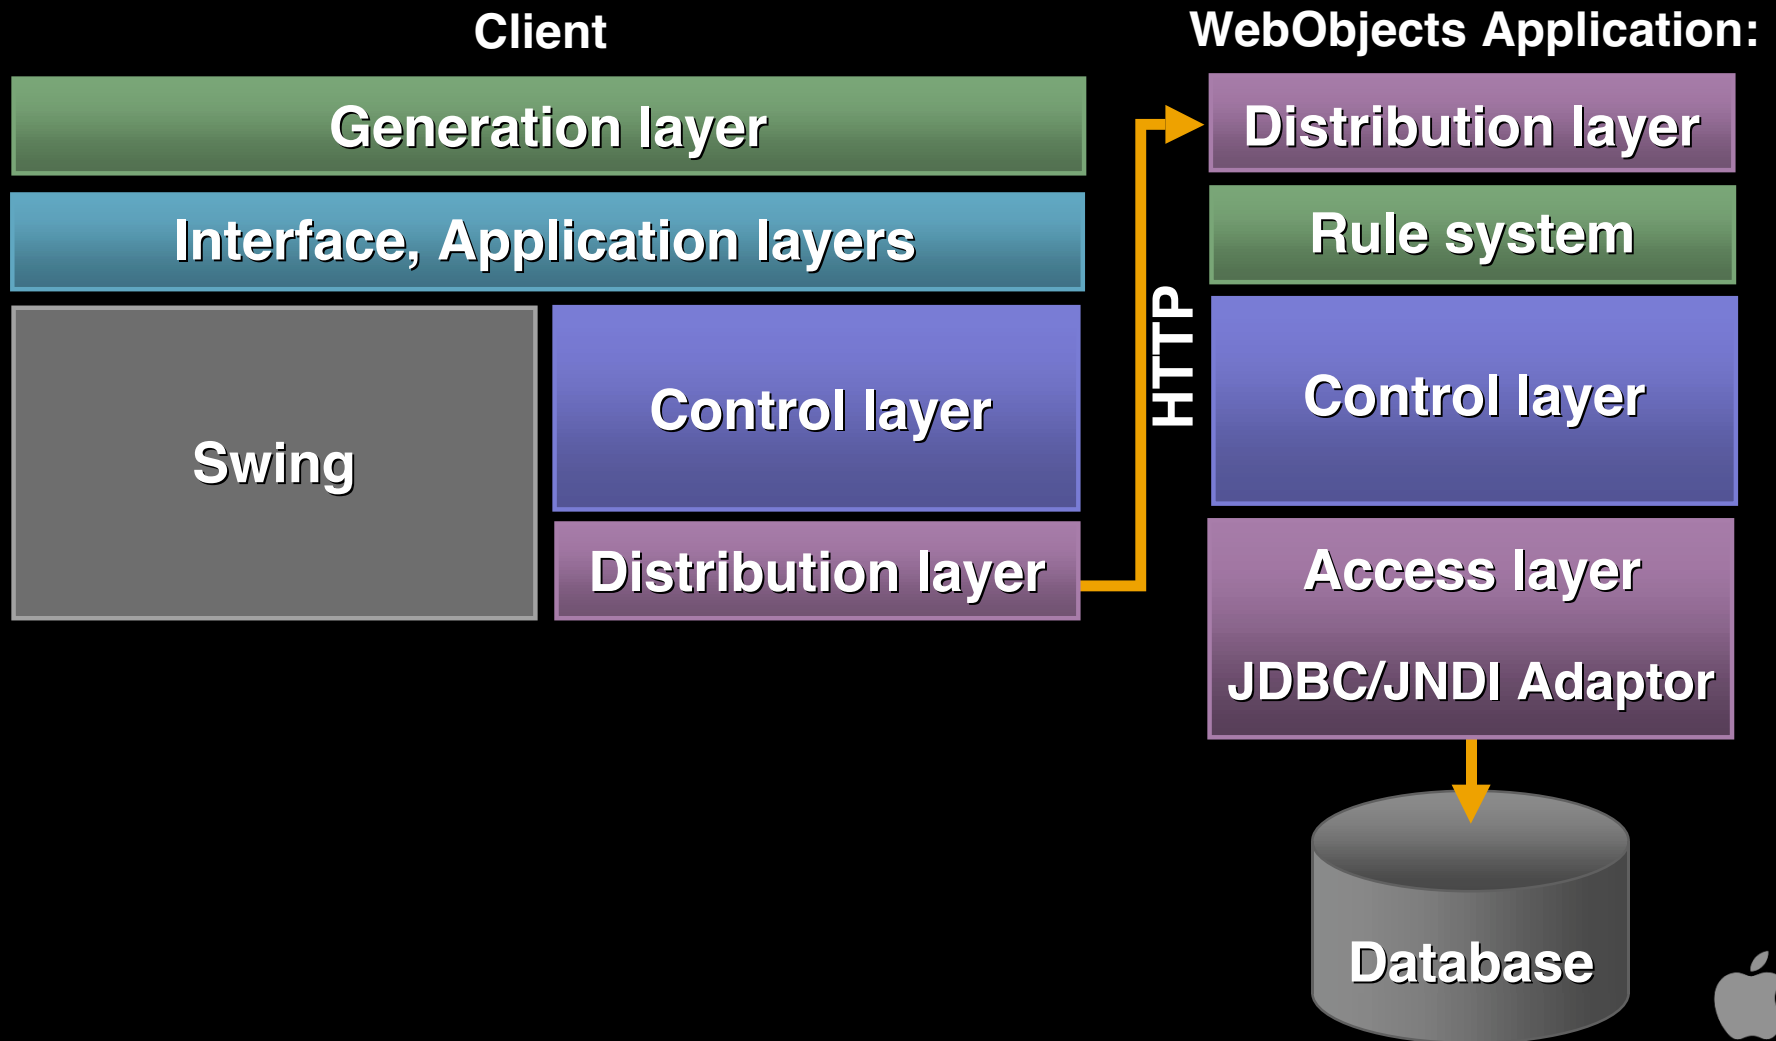 Client
Generation layer
Interface, Application layers
Swing
Control layer
Distribution layer
HTTP
WebObjects Application:
Distribution layer
Rule system
Control layer
Access layer
JDBC/JNDI Adaptor
Database